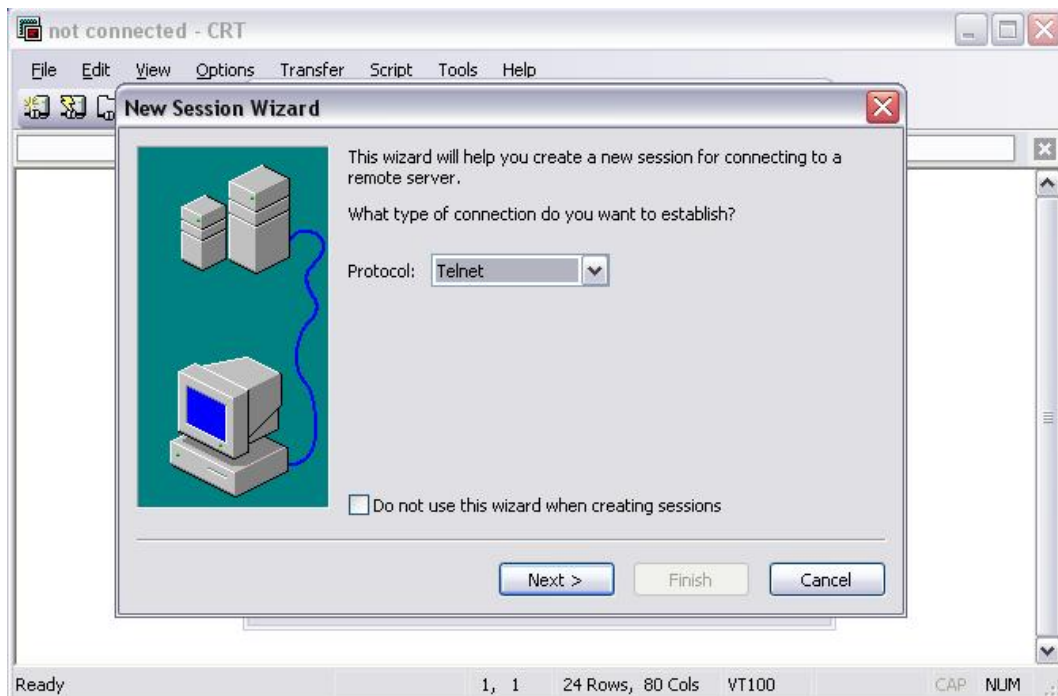 not connected - CRT
File Edit View Options Transfer Script Tools Help
New Session Wizard
This wizard will help you create a new session for connecting to a
remote server.
What type of connection do you want to establish?
Protocol: Telnet
Do not use this wizard when creating sessions
Next > Finish Cancel
Ready 1, 1 24 Rows, 80 Cols VT100 CAP NUM